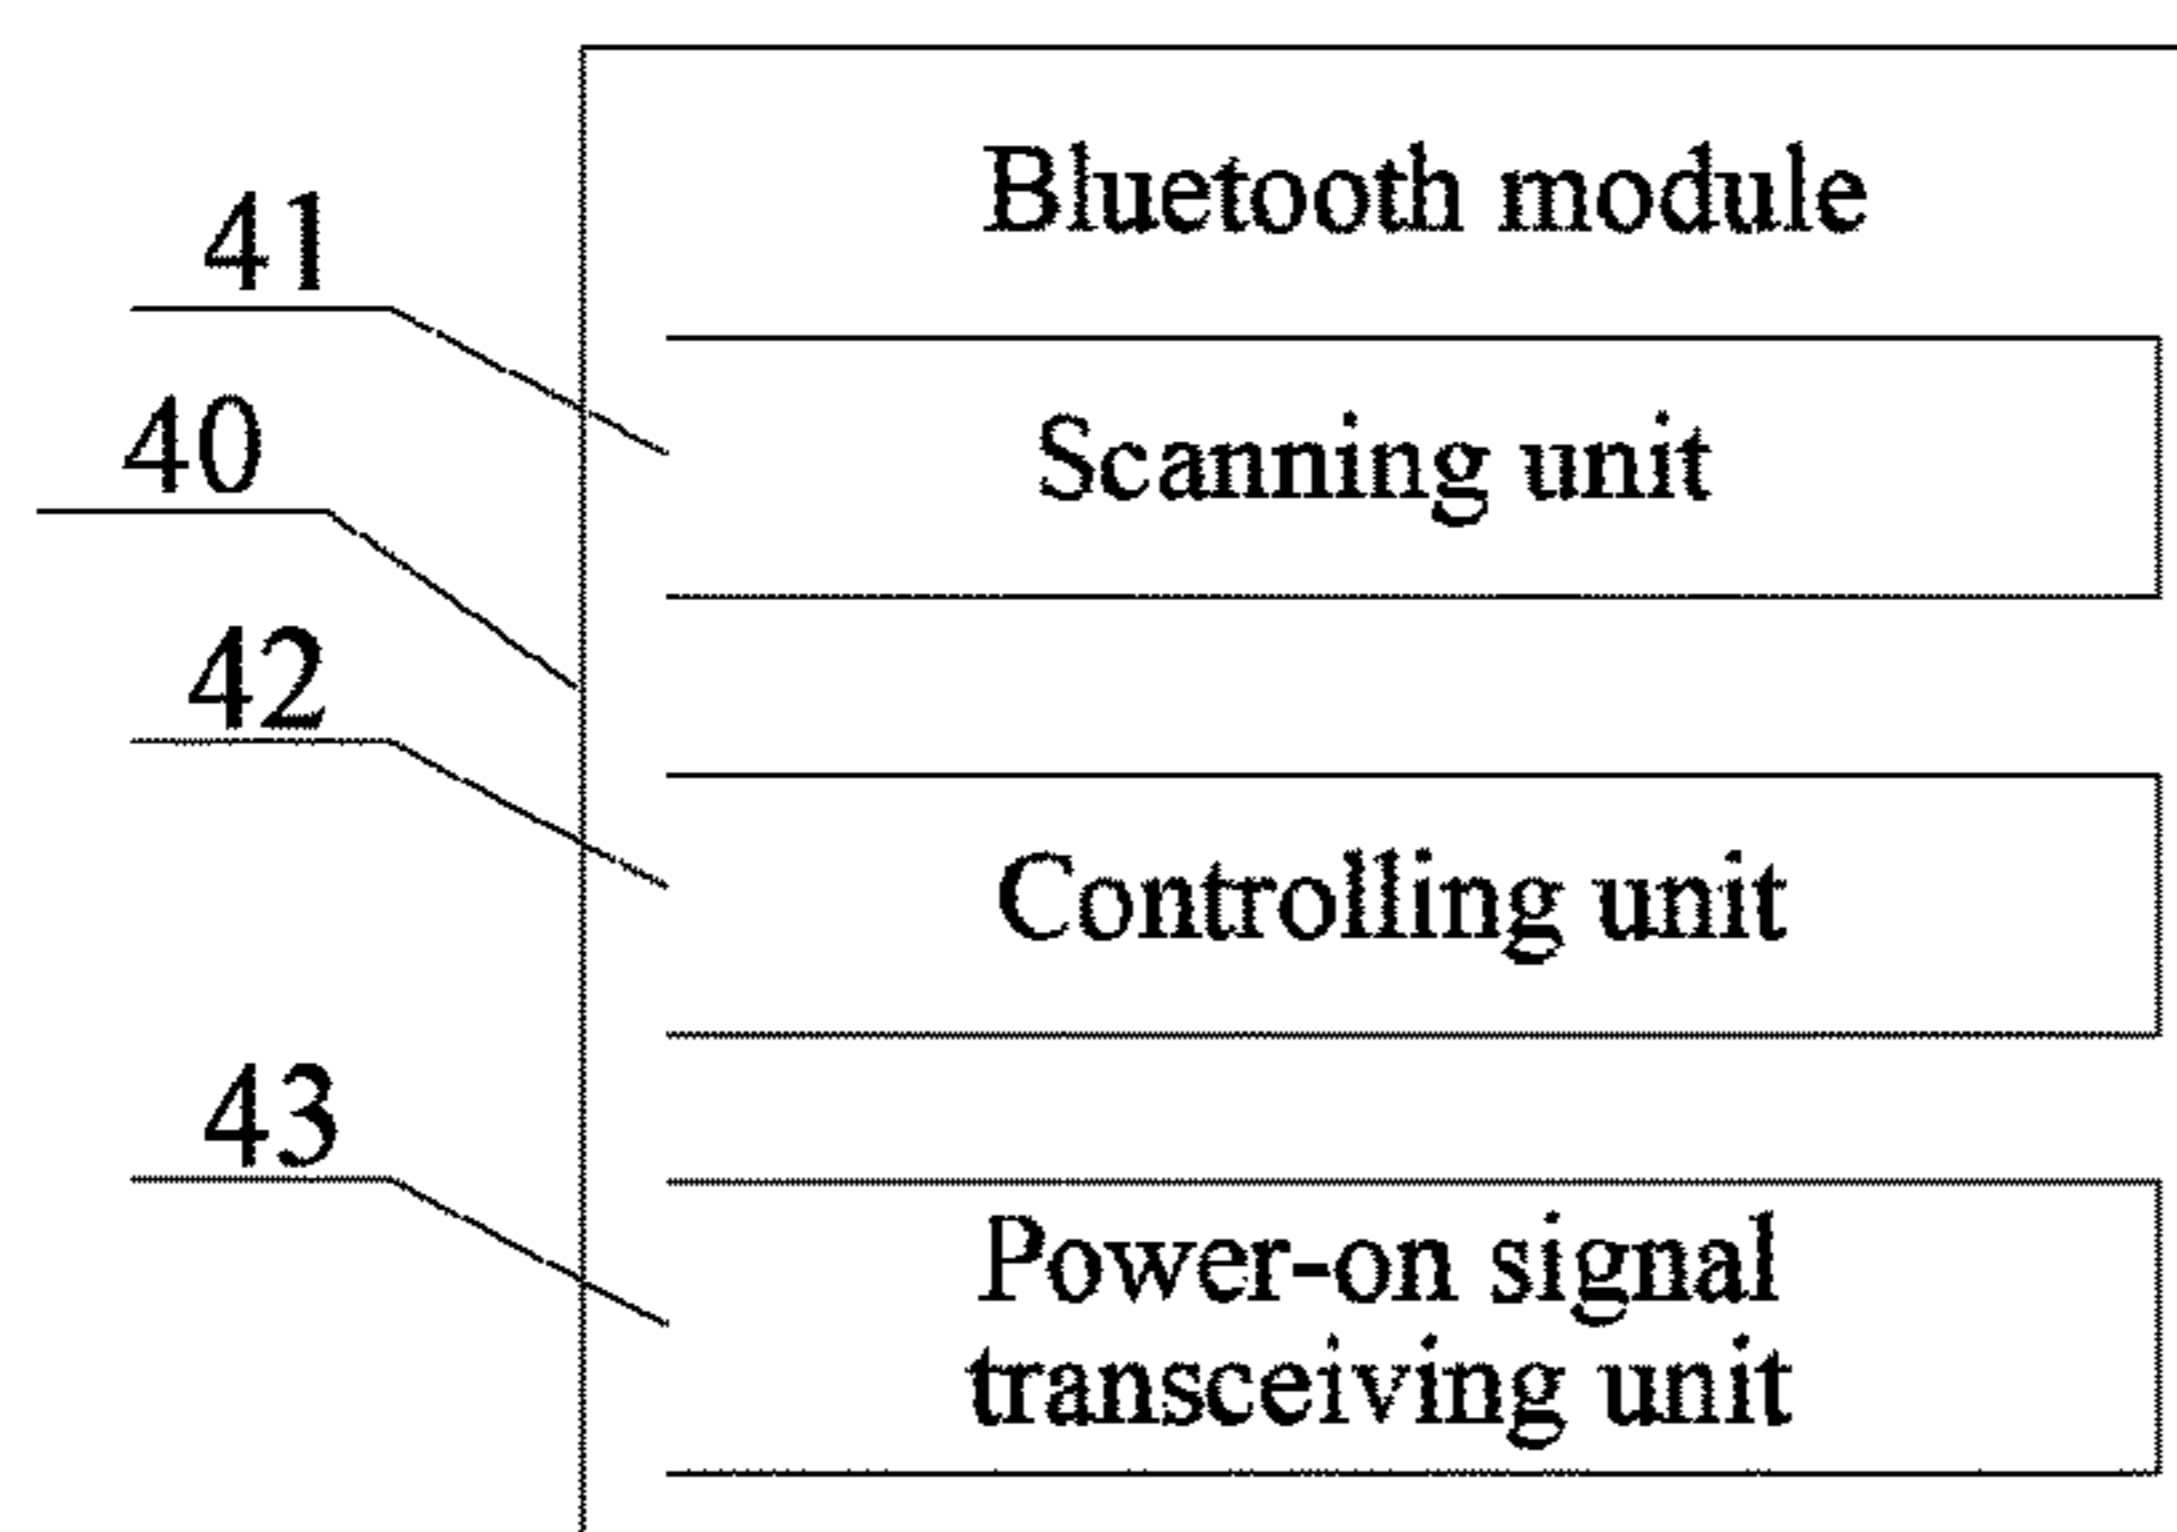 Bluetooth module
41
Scanning unit
40
42
Controlling unit
43
Power-on signal
transceiving unit